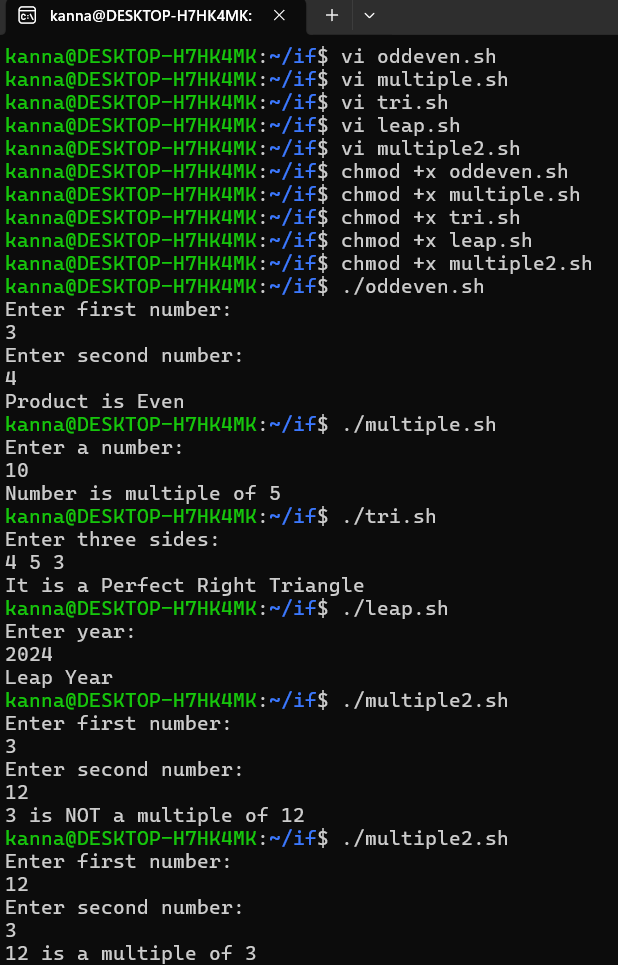 kanna@DESKTOP-H7HK4MK:
kanna@DESKTOP-H7HK4MK:~/if$ vi oddeven.sh
kanna@DESKTOP-H7HK4MK:~/if$ vi multiple.sh
kanna@DESKTOP-H7HK4MK:~/if$ vi tri.sh
kanna@DESKTOP-H7HK4MK:~/if$ vi leap.sh
kanna@DESKTOP-H7HK4MK:~/if$ vi multiple2.sh
kanna@DESKTOP-H7HK4MK:~/if$ chmod +x oddeven.sh
kanna@DESKTOP-H7HK4MK:~/if$ chmod +x multiple.sh
kanna@DESKTOP-H7HK4MK:~/if$ chmod +x tri.sh
kanna@DESKTOP-H7HK4MK:~/if$ chmod +x leap.sh
kanna@DESKTOP-H7HK4MK:~/if$ chmod +x multiple2.sh
kanna@DESKTOP-H7HK4MK:~/if$ ./oddeven.sh
Enter first number:
3
Enter second number:
4
Product is Even
kanna@DESKTOP-H7HK4MK:~/if$ ./multiple.sh
Enter a number:
10
Number is multiple of 5
kanna@DESKTOP-H7HK4MK:~/if$ ./tri.sh
Enter three sides:
4 5 3
It is a Perfect Right Triangle
kanna@DESKTOP-H7HK4MK:~/if$ ./leap.sh
Enter year:
2024
Leap Year
kanna@DESKTOP-H7HK4MK:~/if$ ./multiple2.sh
Enter first number:
3
Enter second number:
12
3 is NOT a multiple of 12
kanna@DESKTOP-H7HK4MK:~/if$ ./multiple2.sh
Enter first number:
12
Enter second number:
3
12 is a multiple of 3